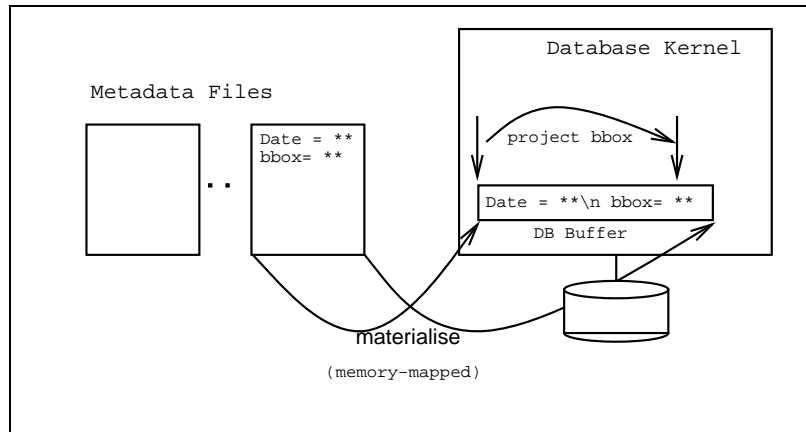 Database Kernel
Metadata Files
Date = **
bbox= **
..
project bbox
Date = **\n bbox= **
DB Buffer
materialise
(memory-mapped)